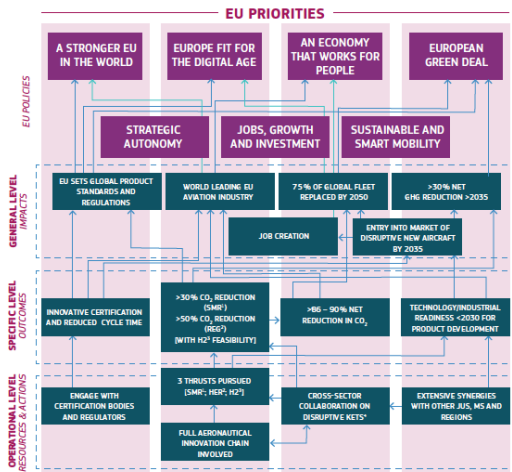 EU PRIORITIES
A STRONGER EU
IN THE WORLD
EUROPE FIT FOR
THE DIGITAL AGE
AN ECONOMY
THAT WORKS FOR
PEOPLE
EUROPEAN
GREEN DEAL
EU POLICIES
STRATEGIC
AUTONOMY
JOBS, GROWTH
AND INVESTMENT
SUSTAINABLE AND
SMART MOBILITY
GENERAL LEVEL
IMPACTS
EU SETS GLOBAL PRODUCT
STANDARDS AND
REGULATIONS
WORLD LEADING EU
AVIATION INDUSTRY
75% OF GLOBAL FLEET
REPLACED BY 2050
>30% NET
GHG REDUCTION >2035
JOB CREATION
ENTRY INTO MARKET OF
DISRUPTIVE NEW AIRCRAFT
BY 2035
SPECIFIC LEVEL
OUTCOMES
INNOVATIVE CERTIFICATION
AND REDUCED CYCLE TIME
>30% CO₂ REDUCTION
(SMR¹)
>50% CO₂ REDUCTION
(REG²)
[WITH H2³ FEASIBILITY]
>86 – 90% NET
REDUCTION IN CO₂
TECHNOLOGY/INDUSTRIAL
READINESS <2030 FOR
PRODUCT DEVELOPMENT
OPERATIONAL LEVEL
RESOURCES & ACTIONS
ENGAGE WITH
CERTIFICATION BODIES
AND REGULATORS
3 THRUSTS PURSUED
[SMR¹; HER²; H2³]
CROSS-SECTOR
COLLABORATION ON
DISRUPTIVE KETS⁴
EXTENSIVE SYNERGIES
WITH OTHER JUS, MS AND
REGIONS
FULL AERONAUTICAL
INNOVATION CHAIN
INVOLVED